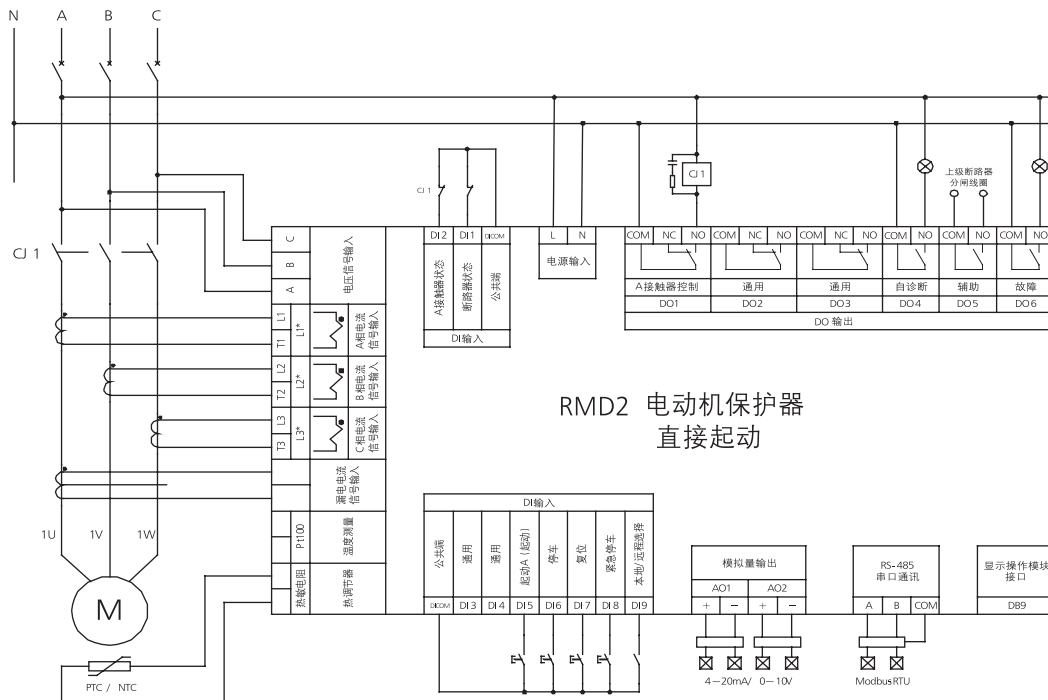 N A B C
CJ 1
CJ 1
CJ 1
上级断路器
分闸线圈
C
B
A
电压信号输入
DI2 DI1 DICOM
A接触器状态
断路器状态
公共端
DI输入
L N
电源输入
COM NC NO COM NC NO COM NC NO COM NO COM NO COM NO
A接触器控制 通用 通用 自诊断 辅助 故障
DO1 DO2 DO3 DO4 DO5 DO6
DO 输出
L1
T1
L1*
A相电流
信号输入
L2
T2
L2*
B相电流
信号输入
L3
T3
L3*
C相电流
信号输入
漏电电流
信号输入
Pt100
温度测量
热敏电阻
热调节器
RMD2 电动机保护器
直接起动
1U 1V 1W
M
PTC / NTC
DI输入
公共端
通用
通用
起动A (起动)
停车
复位
紧急停车
本地/远程选择
DICOM DI3 DI4 DI5 DI6 DI7 DI8 DI9
模拟量输出
AO1 AO2
+ − + −
4−20mA/ 0−10V
RS-485
串口通讯
A B COM
ModbusRTU
显示操作模块
接口
DB9